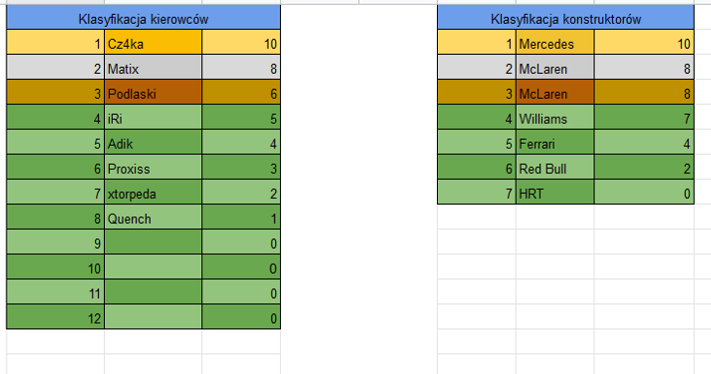 Klasyfikacja kierowców
1 Cz4ka 10
2 Matix 8
3 Podlaski 6
4 iRi 5
5 Adik 4
6 Proxiss 3
7 xtorpeda 2
8 Quench 1
9 0
10 0
11 0
12 0
Klasyfikacja konstruktorów
1 Mercedes 10
2 McLaren 8
3 McLaren 8
4 Williams 7
5 Ferrari 4
6 Red Bull 2
7 HRT 0